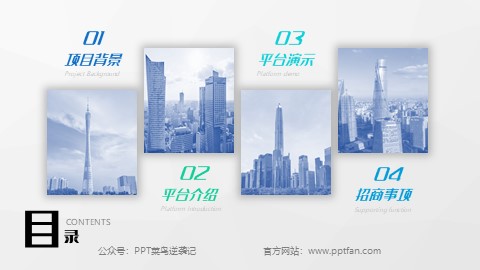 01
项目背景
Project Background
03
平台演示
Platform demo
02
平台介绍
Platform introduction
04
招商事项
目录
CONTENTS
公众号：PPT菜鸟逆袭记
官方网站：www.pptfan.com